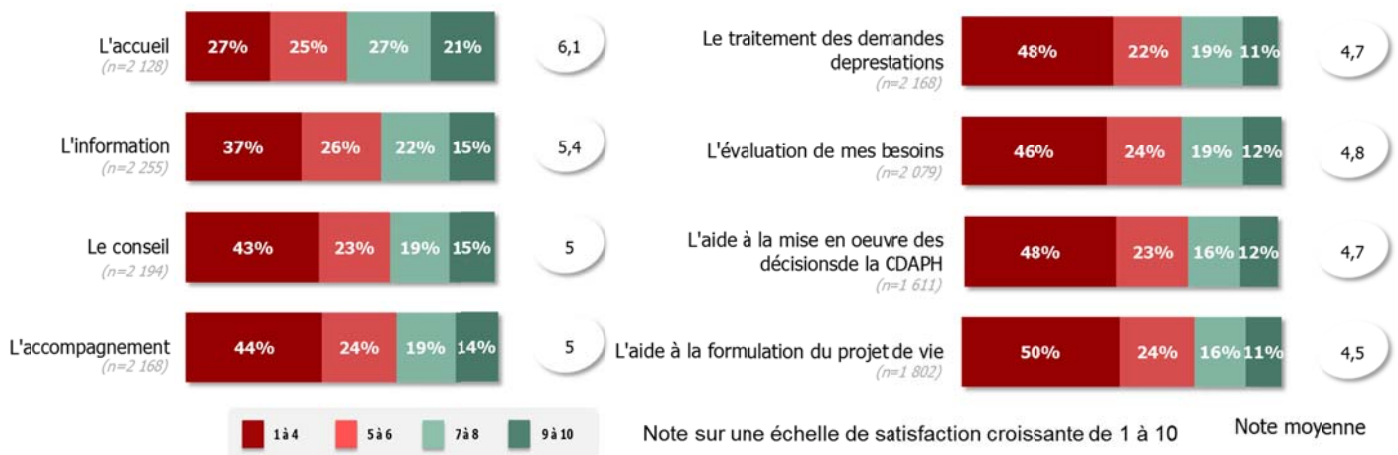 L'accueil
(n=2 128)
27% 25% 27% 21%
6,1
L'information
(n=2 255)
37% 26% 22% 15%
5,4
Le conseil
(n=2 194)
43% 23% 19% 15%
5
L'accompagnement
(n=2 168)
44% 24% 19% 14%
5
Le traitement des demandes
deprestations
(n=2 168)
48% 22% 19% 11%
4,7
L'évaluation de mes besoins
(n=2 079)
46% 24% 19% 12%
4,8
L'aide à la mise en oeuvre des
décisionsde la CDAPH
(n=1 611)
48% 23% 16% 12%
4,7
L'aide à la formulation du projet de vie
(n=1 802)
50% 24% 16% 11%
4,5
1 à 4 5 à 6 7 à 8 9 à 10
Note sur une échelle de satisfaction croissante de 1 à 10
Note moyenne